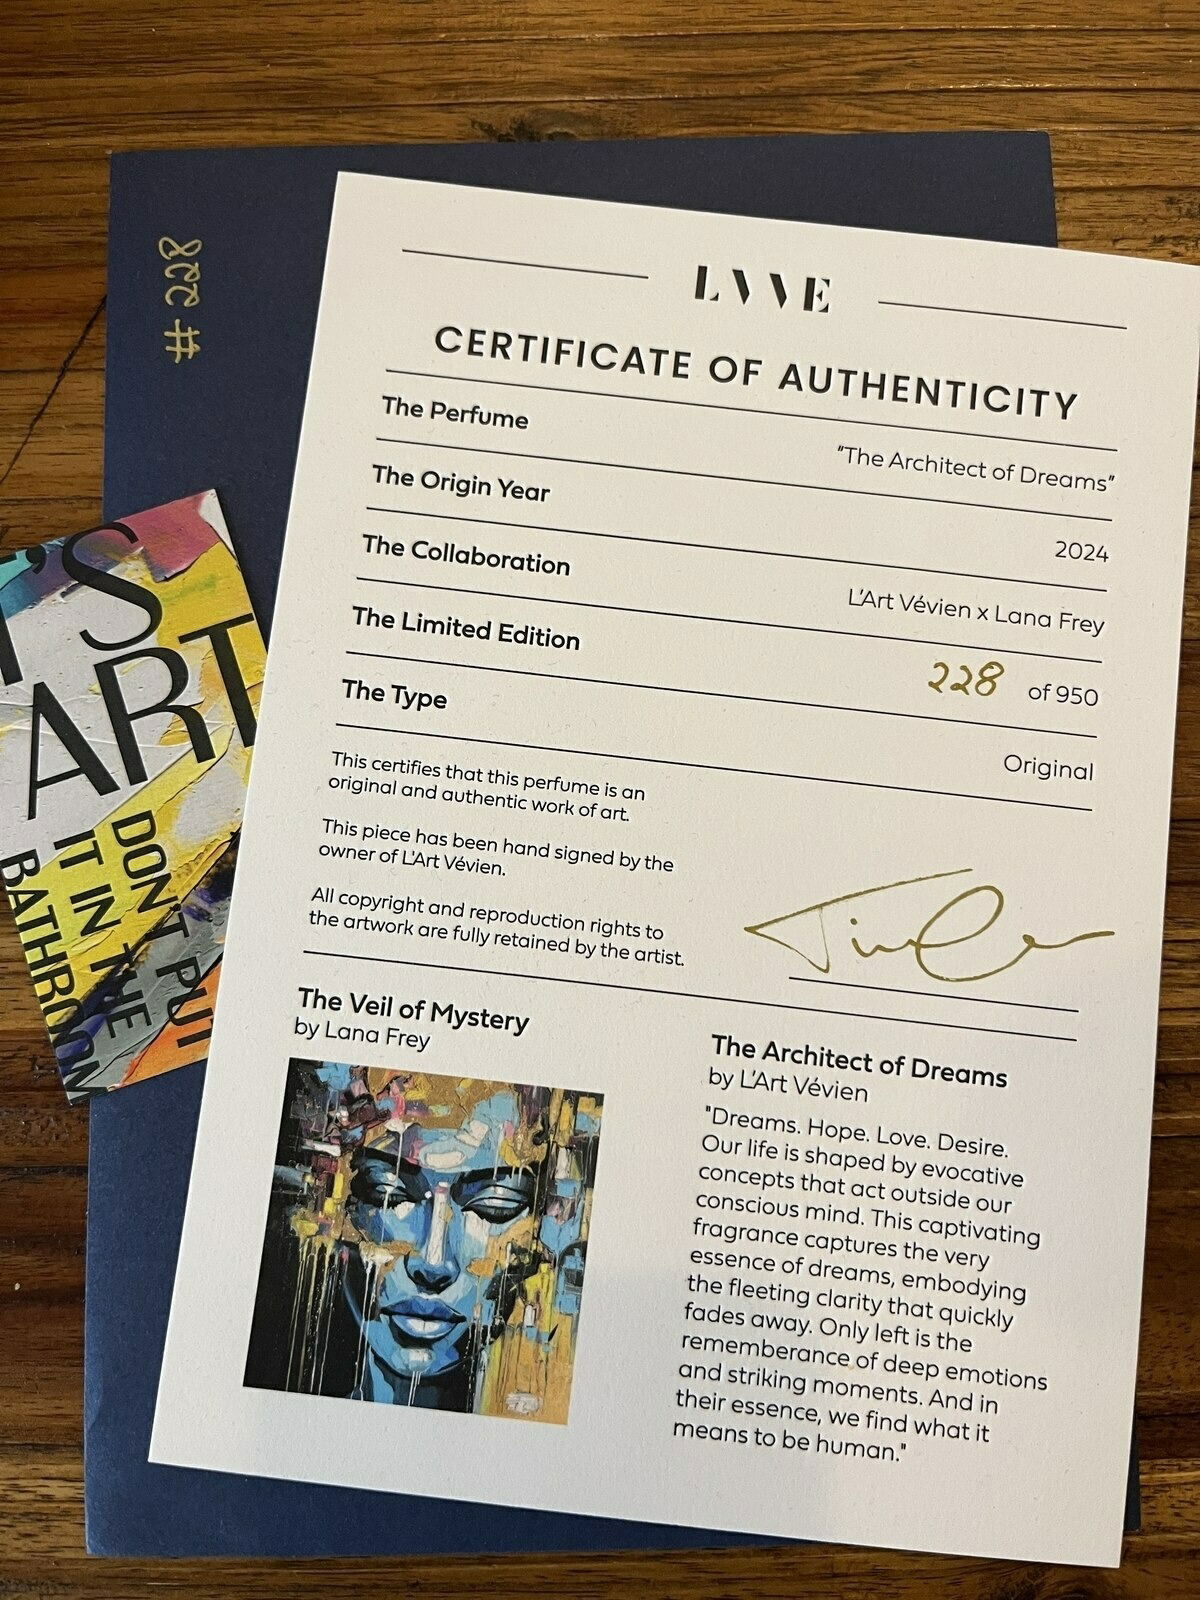 # 228
LVVE
CERTIFICATE OF AUTHENTICITY
The Perfume
"The Architect of Dreams"
The Origin Year
2024
The Collaboration
L'Art Vévien x Lana Frey
The Limited Edition
228 of 950
The Type
Original
This certifies that this perfume is an
original and authentic work of art.
This piece has been hand signed by the
owner of L'Art Vévien.
All copyright and reproduction rights to
the artwork are fully retained by the artist.
The Veil of Mystery
by Lana Frey
The Architect of Dreams
by L'Art Vévien
"Dreams. Hope. Love. Desire.
Our life is shaped by evocative
concepts that act outside our
conscious mind. This captivating
fragrance captures the very
essence of dreams, embodying
the fleeting clarity that quickly
fades away. Only left is the
rememberance of deep emotions
and striking moments. And in
their essence, we find what it
means to be human."
T'S
ART
DON'T PUT
IT IN THE
BATHROOM